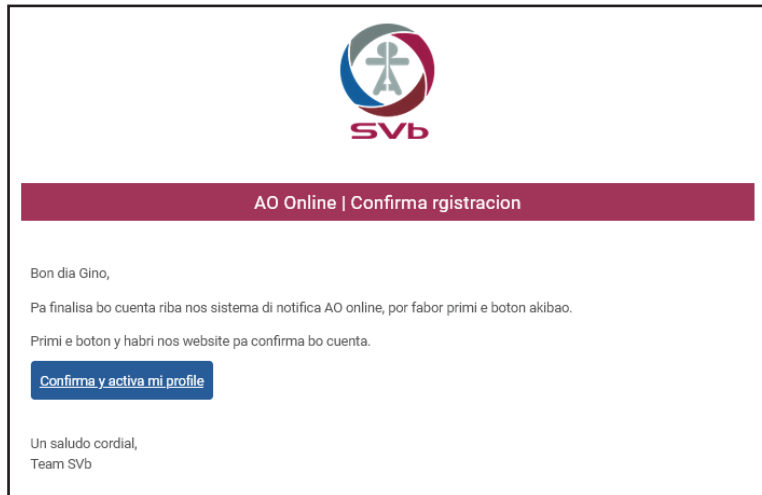 SVb
AO Online | Confirma rgistracion
Bon dia Gino,
Pa finalisa bo cuenta riba nos sistema di notifica AO online, por fabor primi e boton akibao.
Primi e boton y habri nos website pa confirma bo cuenta.
Confirma y activa mi profile
Un saludo cordial,
Team SVb